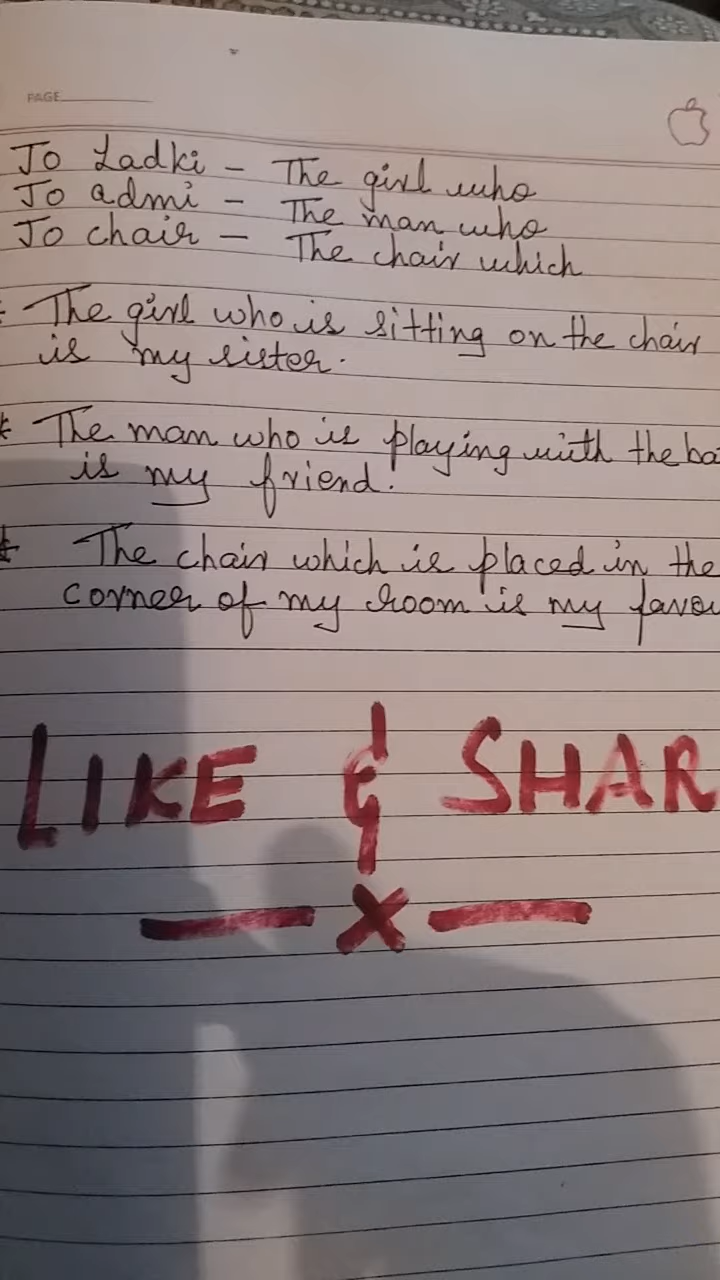 PAGE
Jo Ladki - The girl who
Jo admi - The man who
Jo chair - The chair which
The girl who is sitting on the chair
is my sister.
* The man who is playing with the ba
is my friend.
* The chair which is placed in the
corner of my room is my favou
LIKE & SHAR
x